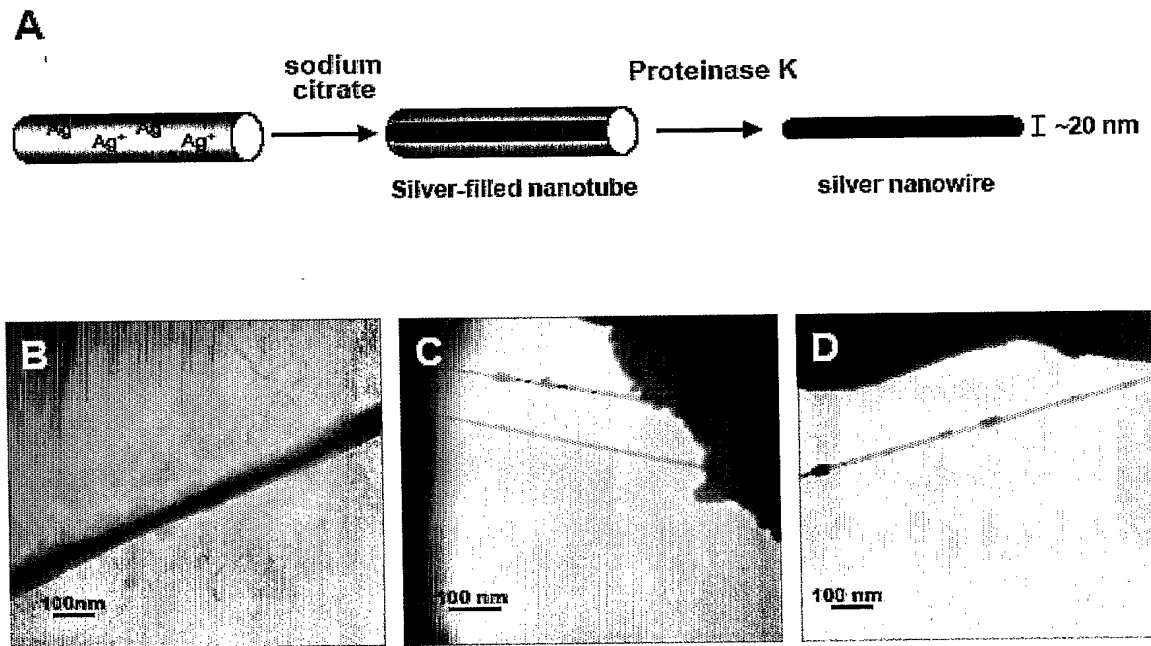 A
sodium
citrate
Proteinase K
Ag Ag⁺ Ag Ag⁺
~20 nm
Silver-filled nanotube
silver nanowire
B
C
D
100nm
100 nm
100 nm